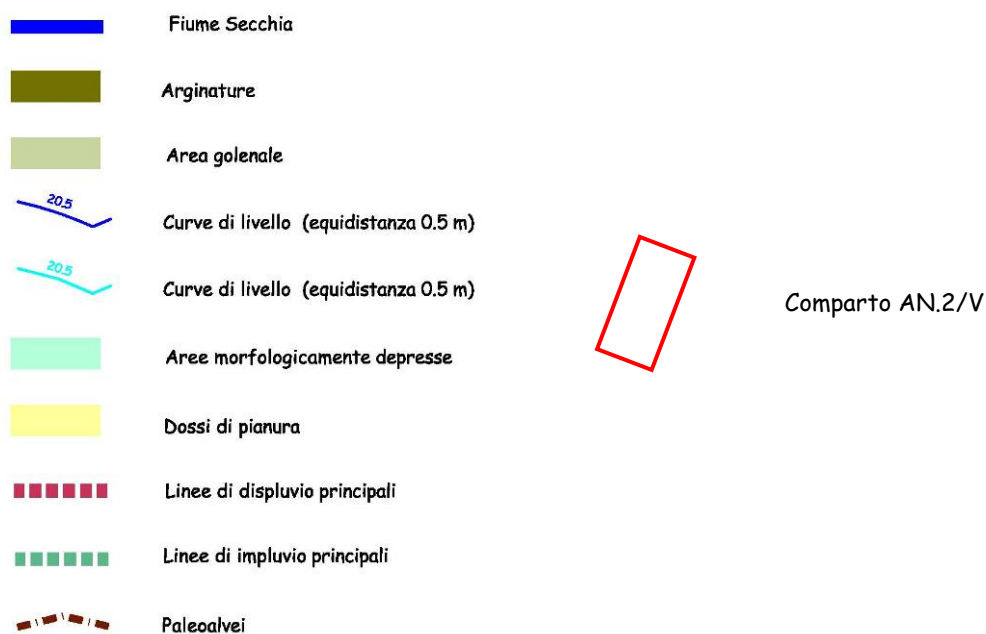 Fiume Secchia
Arginature
Area golenale
20.5
Curve di livello (equidistanza 0.5 m)
20.5
Curve di livello (equidistanza 0.5 m)
Comparto AN.2/V
Aree morfologicamente depresse
Dossi di pianura
Linee di displuvio principali
Linee di impluvio principali
Paleoalvei